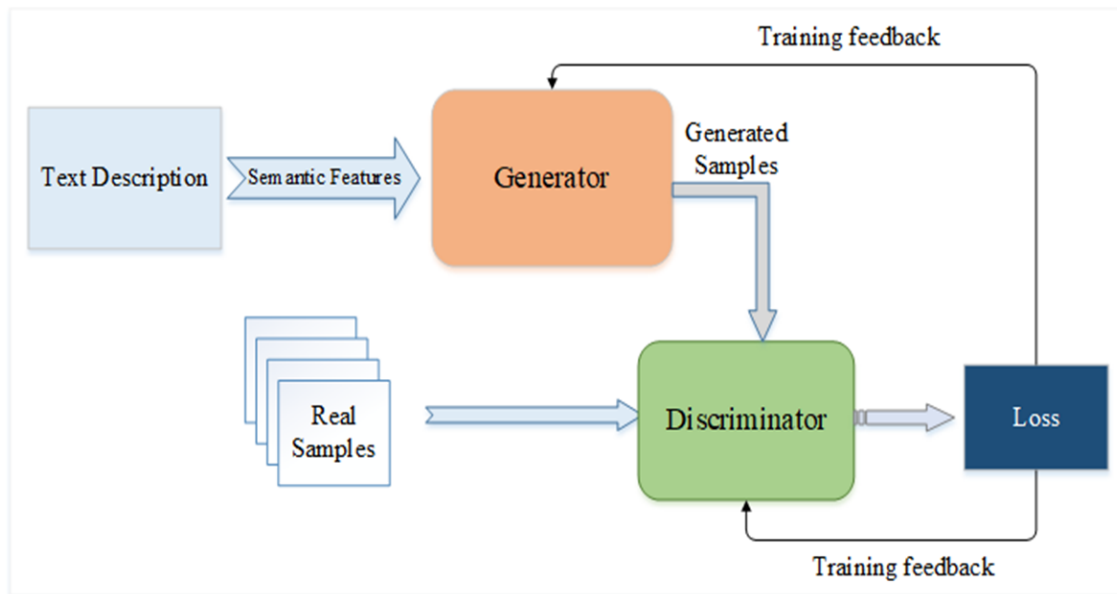 Training feedback
Text Description
Semantic Features
Generator
Generated
Samples
Real
Samples
Discriminator
Loss
Training feedback